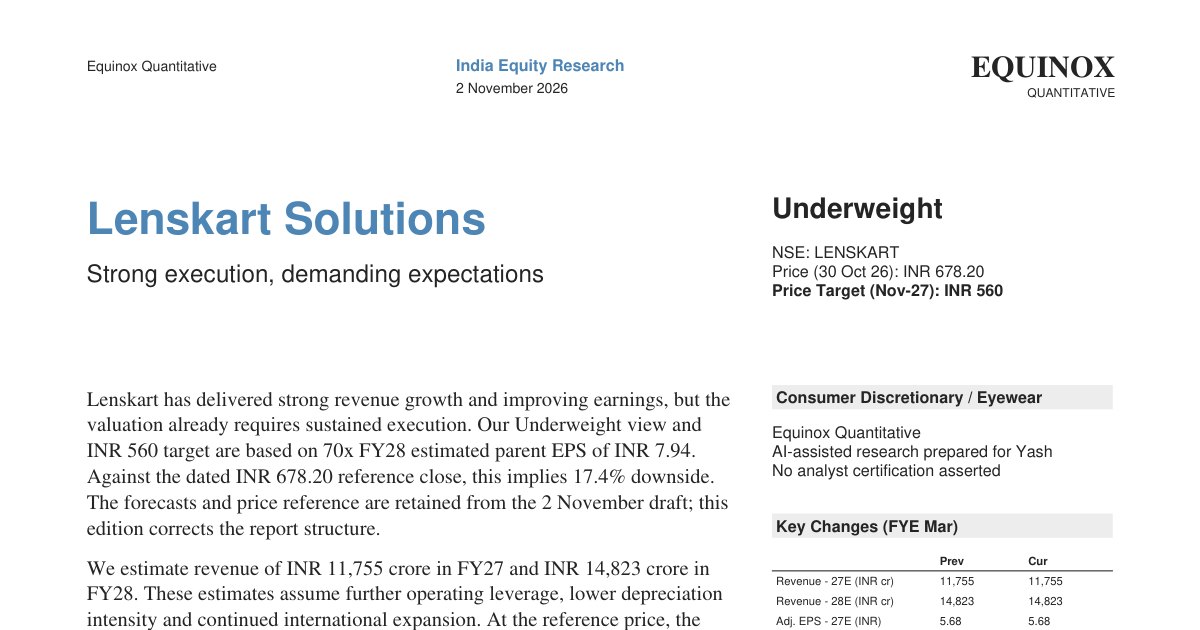 Equinox Quantitative
India Equity Research
2 November 2026
EQUINOX
QUANTITATIVE
Lenskart Solutions
Strong execution, demanding expectations
Underweight
NSE: LENSKART
Price (30 Oct 26): INR 678.20
Price Target (Nov-27): INR 560
Lenskart has delivered strong revenue growth and improving earnings, but the
valuation already requires sustained execution. Our Underweight view and
INR 560 target are based on 70x FY28 estimated parent EPS of INR 7.94.
Against the dated INR 678.20 reference close, this implies 17.4% downside.
The forecasts and price reference are retained from the 2 November draft; this
edition corrects the report structure.
We estimate revenue of INR 11,755 crore in FY27 and INR 14,823 crore in
FY28. These estimates assume further operating leverage, lower depreciation
intensity and continued international expansion. At the reference price, the
Consumer Discretionary / Eyewear
Equinox Quantitative
AI-assisted research prepared for Yash
No analyst certification asserted
Key Changes (FYE Mar)
Prev Cur
Revenue - 27E (INR cr) 11,755 11,755
Revenue - 28E (INR cr) 14,823 14,823
Adj. EPS - 27E (INR) 5.68 5.68